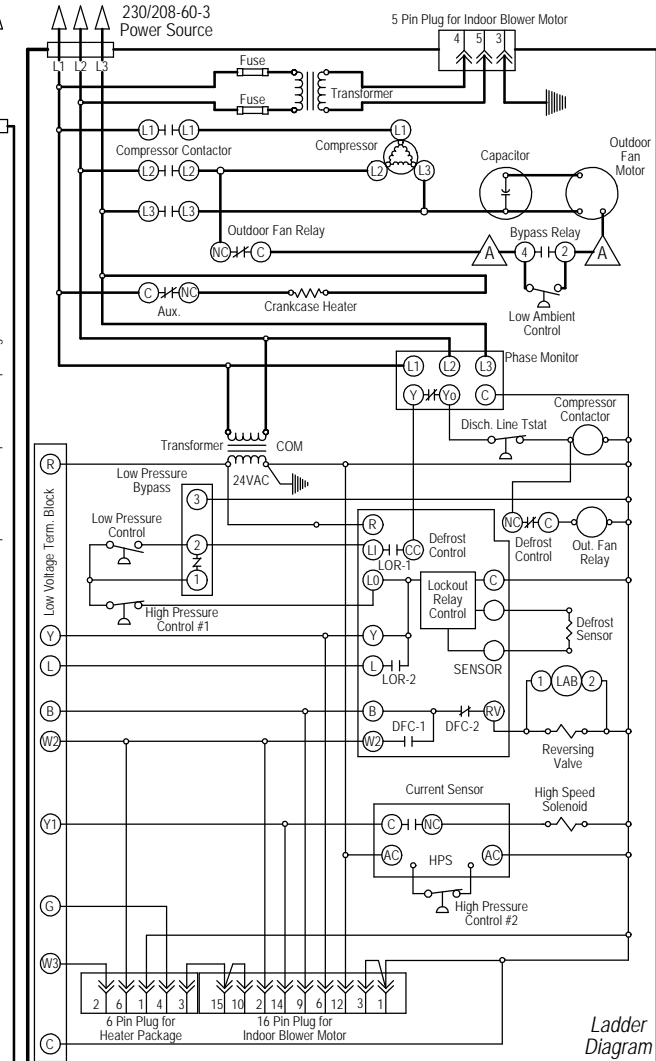 230/208-60-3
Power Source
5 Pin Plug for Indoor Blower Motor
4 5 3
L1 L2 L3
Fuse
Transformer
Fuse
L1 L1
L1
Compressor Contactor
Compressor
Capacitor
Outdoor
Fan
Motor
L2 L2
L2 L3
L3 L3
Outdoor Fan Relay
NC C
Bypass Relay
A 4 2 A
C NC
Aux.
Crankcase Heater
Low Ambient
Control
L1 L2 L3
Phase Monitor
Y Yo C
Compressor
Contactor
Disch. Line Tstat
Transformer
COM
24VAC
R
Low Voltage Term. Block
Low Pressure
Bypass
3
Low Pressure
Control
2
1
High Pressure
Control #1
R
LI CC
LOR-1
Defrost
Control
NC C
Defrost
Control
Out. Fan
Relay
L0
Lockout
Relay
Control
C
Defrost
Sensor
SENSOR
Y
Y
L
L
LOR-2
1 LAB 2
B
B
DFC-1
DFC-2
RV
W2
W2
Reversing
Valve
Current Sensor
High Speed
Solenoid
Y1
C NC
AC
HPS
AC
High Pressure
Control #2
G
W3
2 6 1 4 3
15 10 2 14 9 6 12 3 1
6 Pin Plug for
Heater Package
16 Pin Plug for
Indoor Blower Motor
C
Ladder
Diagram